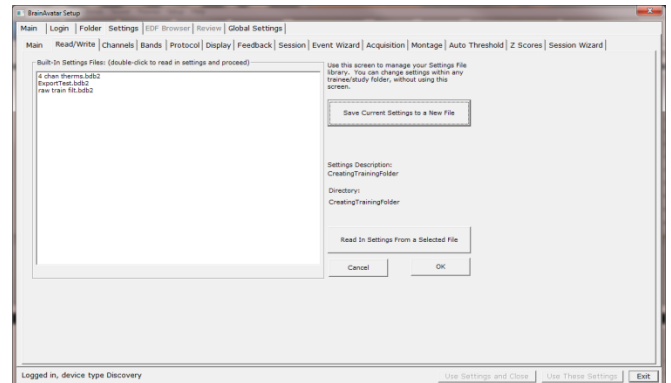 BrainAvatar Setup
Main Login Folder Settings EDF Browser Review Global Settings
Main Read/Write Channels Bands Protocol Display Feedback Session Event Wizard Acquisition Montage Auto Threshold Z Scores Session Wizard
Built-In Settings Files: (double-click to read in settings and proceed)
4 chan therms.bdb2
ExportTest.bdb2
raw train filt.bdb2
Use this screen to manage your Settings File
library. You can change settings within any
trainee/study folder, without using this
screen.
Save Current Settings to a New File
Settings Description:
CreatingTrainingFolder
Directory:
CreatingTrainingFolder
Read In Settings From a Selected File
Cancel OK
Logged in, device type Discovery
Use Settings and Close Use These Settings Exit